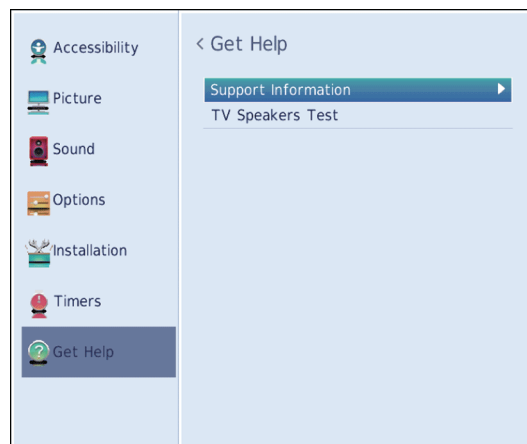 Accessibility
Picture
Sound
Options
Installation
Timers
Get Help
< Get Help
Support Information
TV Speakers Test